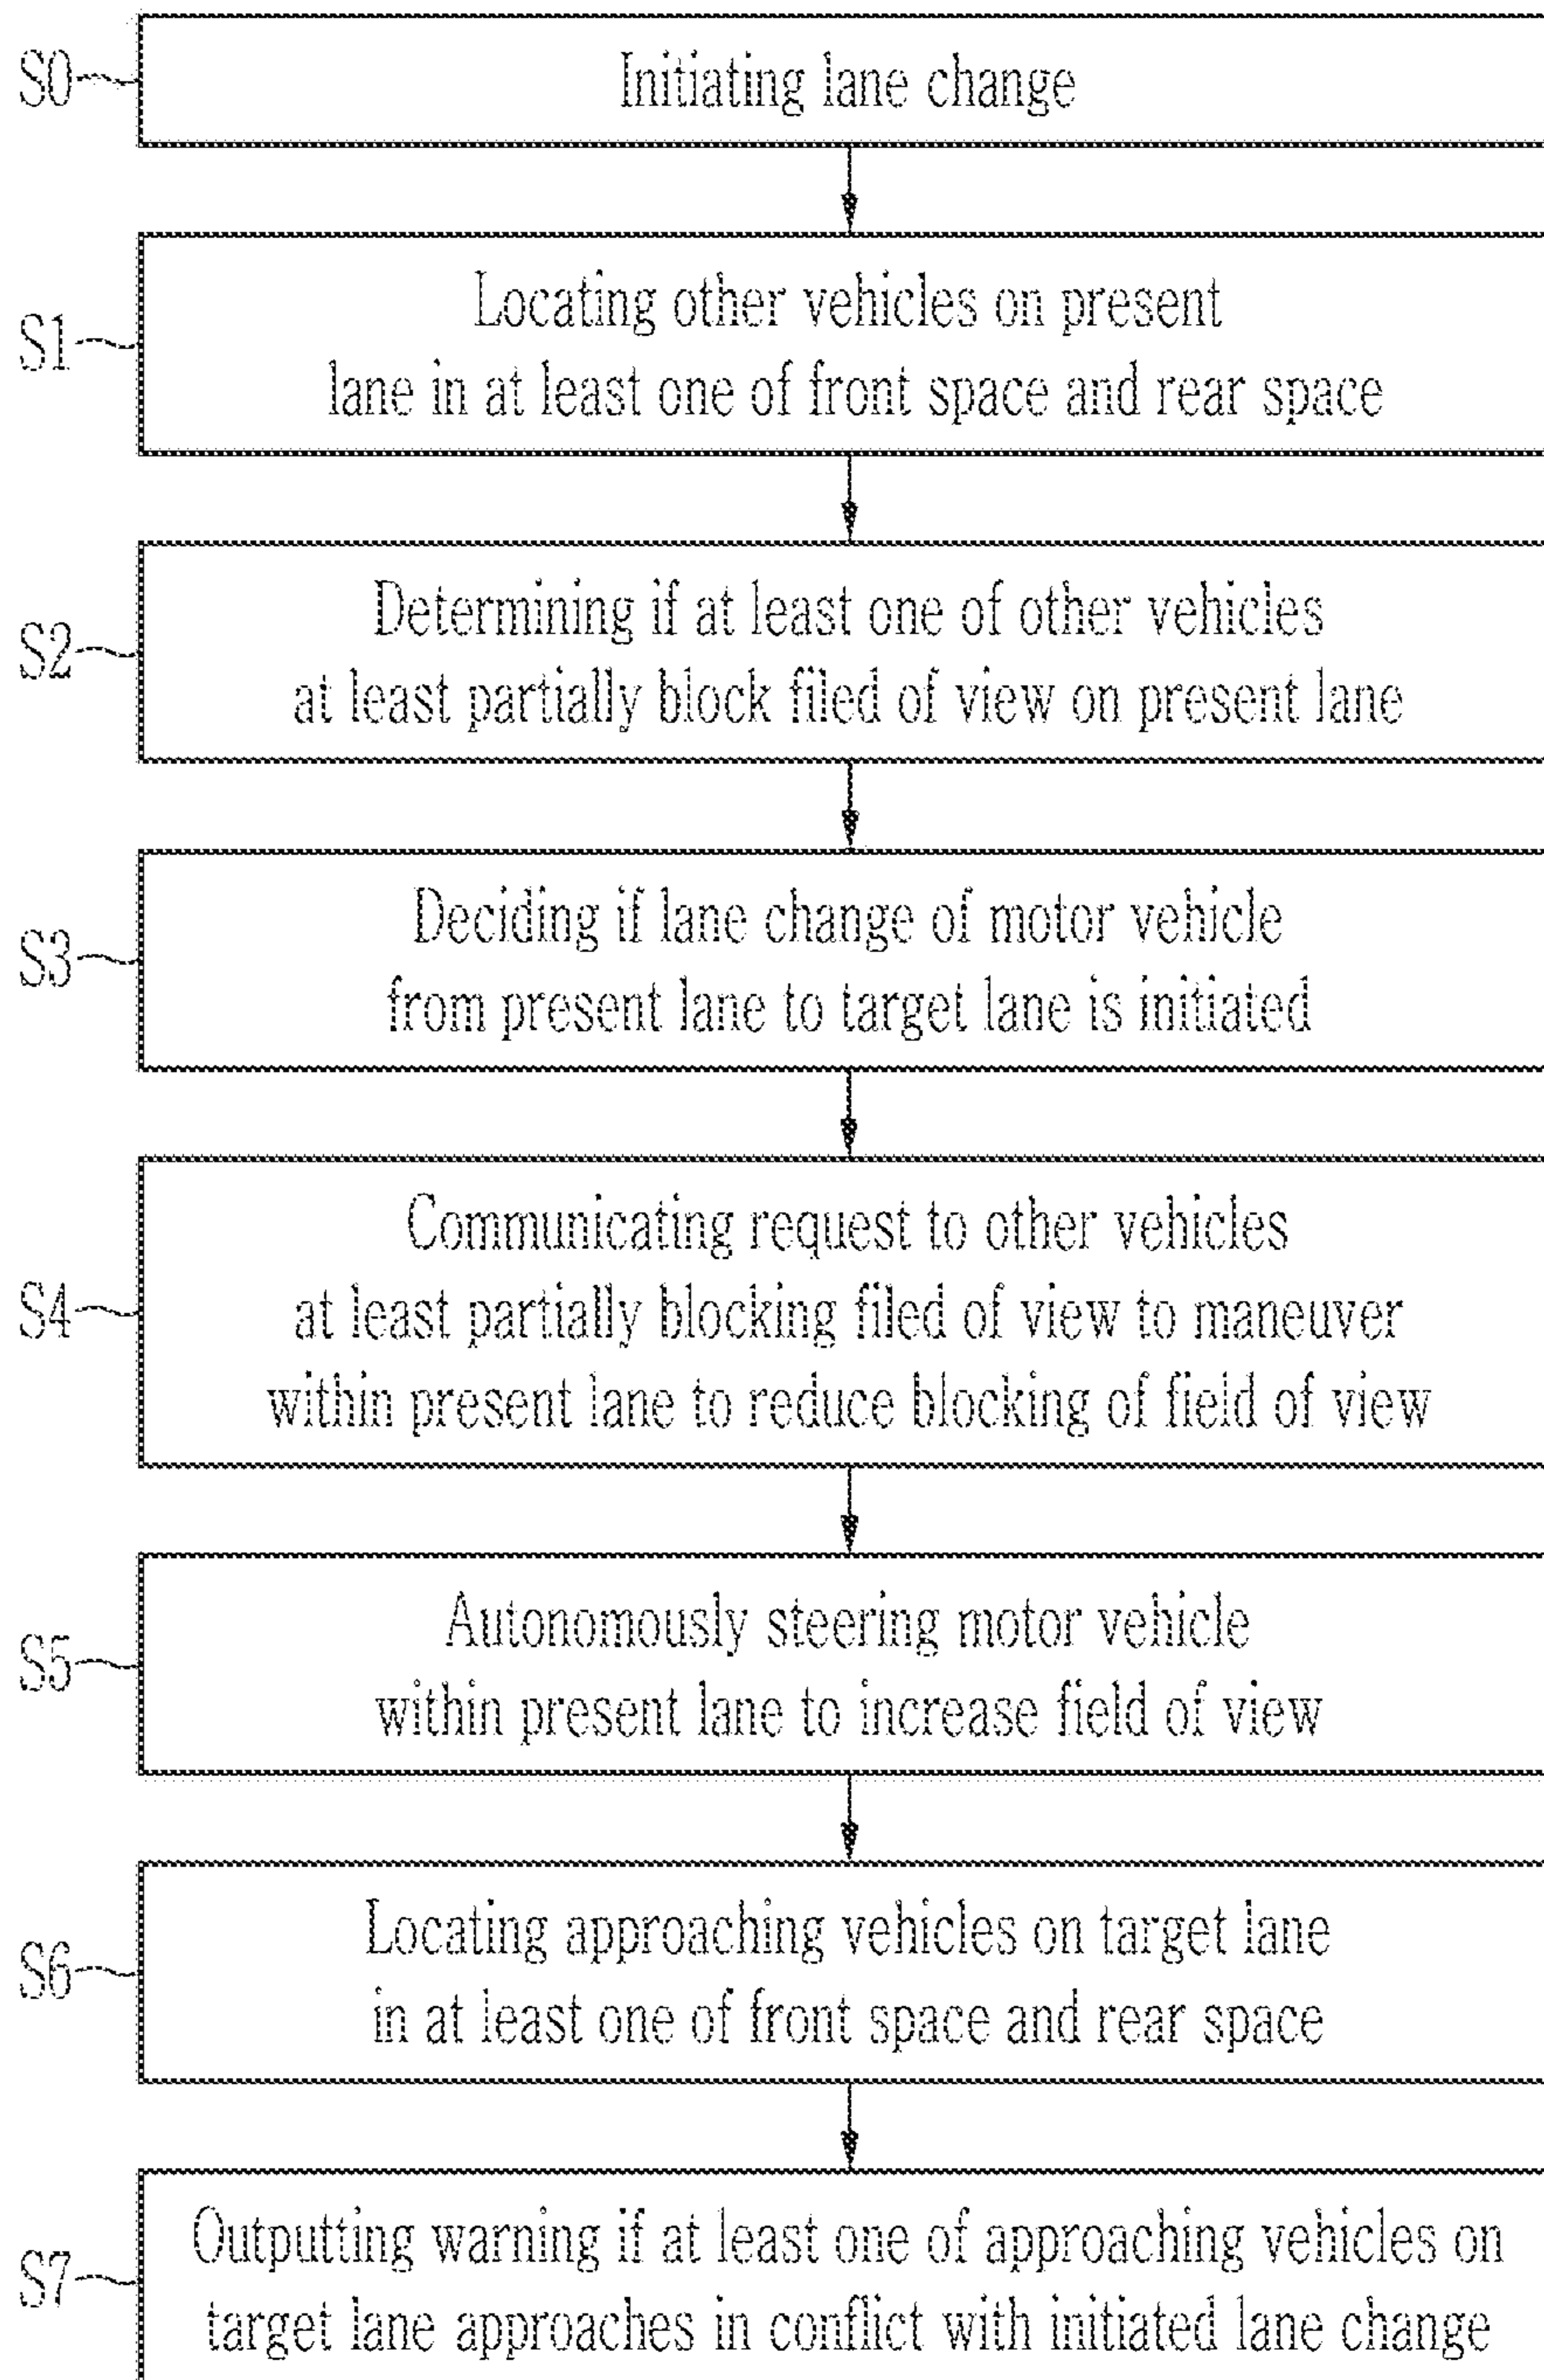 S0
Initiating lane change
S1
Locating other vehicles on present
lane in at least one of front space and rear space
S2
Determining if at least one of other vehicles
at least partially block filed of view on present lane
S3
Deciding if lane change of motor vehicle
from present lane to target lane is initiated
S4
Communicating request to other vehicles
at least partially blocking filed of view to maneuver
within present lane to reduce blocking of field of view
S5
Autonomously steering motor vehicle
within present lane to increase field of view
S6
Locating approaching vehicles on target lane
in at least one of front space and rear space
S7
Outputting warning if at least one of approaching vehicles on
target lane approaches in conflict with initiated lane change